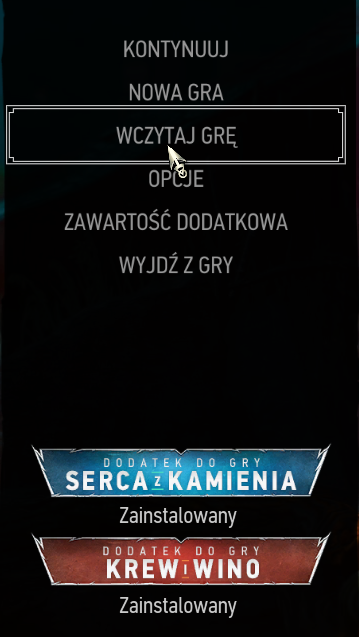 KONTYNUUJ
NOWA GRA
WCZYTAJ GRĘ
OPCJE
ZAWARTOŚĆ DODATKOWA
WYJDŹ Z GRY
DODATEK DO GRY
SERCA Z KAMIENIA
Zainstalowany
DODATEK DO GRY
KREW I WINO
Zainstalowany